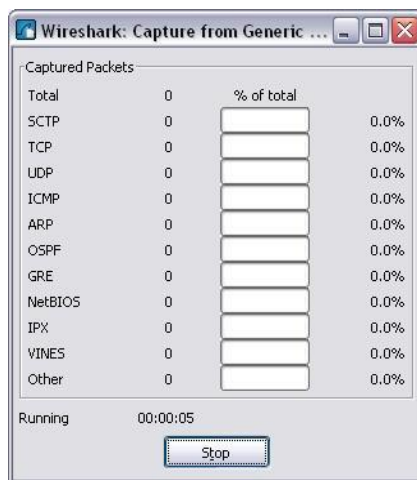 Wireshark: Capture from Generic ...
Captured Packets
Total 0 % of total
SCTP 0 0.0%
TCP 0 0.0%
UDP 0 0.0%
ICMP 0 0.0%
ARP 0 0.0%
OSPF 0 0.0%
GRE 0 0.0%
NetBIOS 0 0.0%
IPX 0 0.0%
VINES 0 0.0%
Other 0 0.0%
Running 00:00:05
Stop